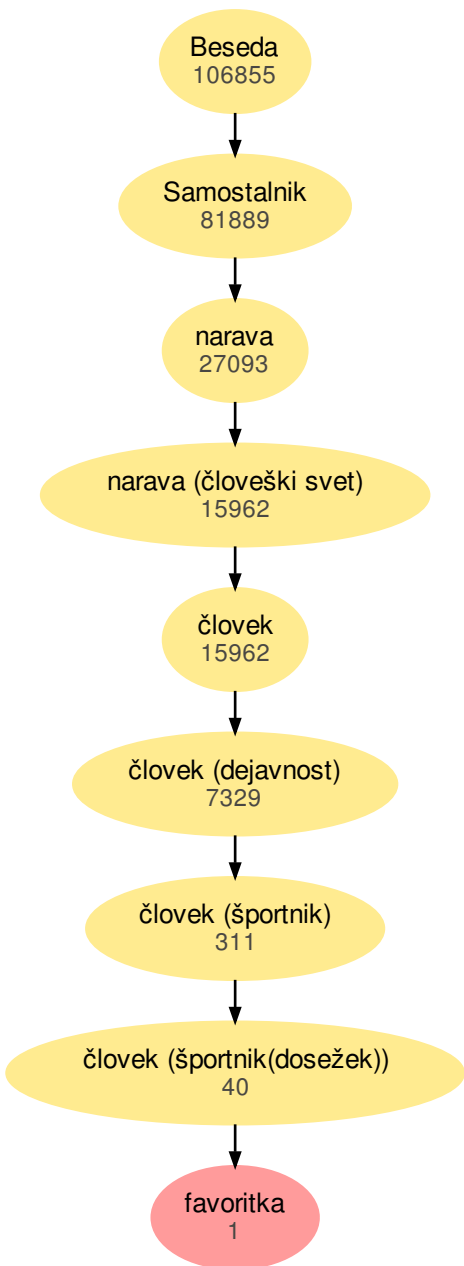 Beseda
106855
Samostalnik
81889
narava
27093
narava (človeški svet)
15962
človek
15962
človek (dejavnost)
7329
človek (športnik)
311
človek (športnik(dosežek))
40
favoritka
1